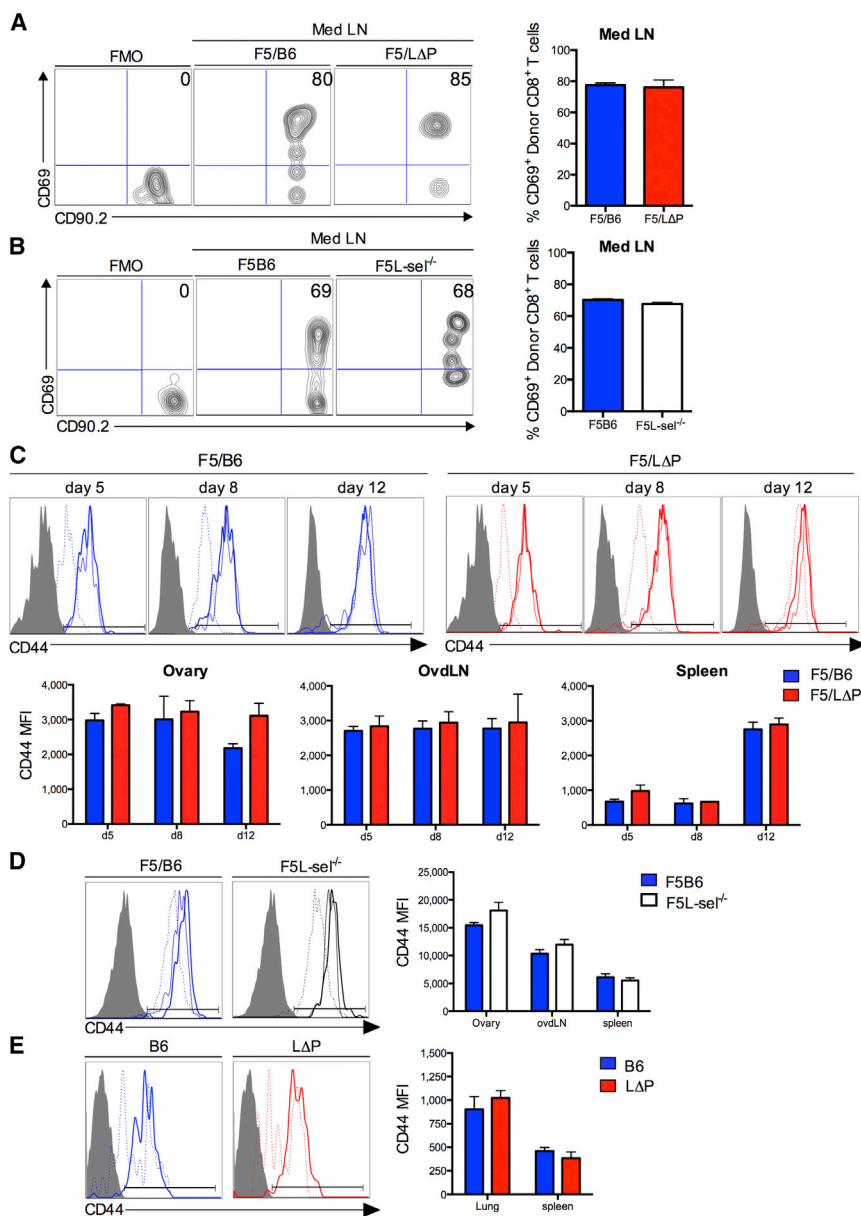 A
Med LN
FMO
F5/B6
F5/LΔP
0
80
85
CD69
CD90.2
Med LN
% CD69+ Donor CD8+ T cells
100
80
60
40
20
0
F5/B6
F5/LΔP
B
Med LN
FMO
F5B6
F5L-sel-/-
0
69
68
CD69
CD90.2
Med LN
% CD69+ Donor CD8+ T cells
100
80
60
40
20
0
F5B6
F5L-sel-/-
C
F5/B6
day 5
day 8
day 12
CD44
F5/LΔP
day 5
day 8
day 12
CD44
Ovary
CD44 MFI
4,000
3,000
2,000
1,000
0
d5
d8
d12
OvdLN
4,000
3,000
2,000
1,000
0
d5
d8
d12
Spleen
4,000
3,000
2,000
1,000
0
d5
d8
d12
F5/B6
F5/LΔP
D
F5/B6
F5L-sel-/-
CD44
CD44 MFI
25,000
20,000
15,000
10,000
5,000
0
Ovary
ovdLN
spleen
F5B6
F5L-sel-/-
E
B6
LΔP
CD44
CD44 MFI
1,500
1,250
1,000
750
500
250
0
Lung
spleen
B6
LΔP